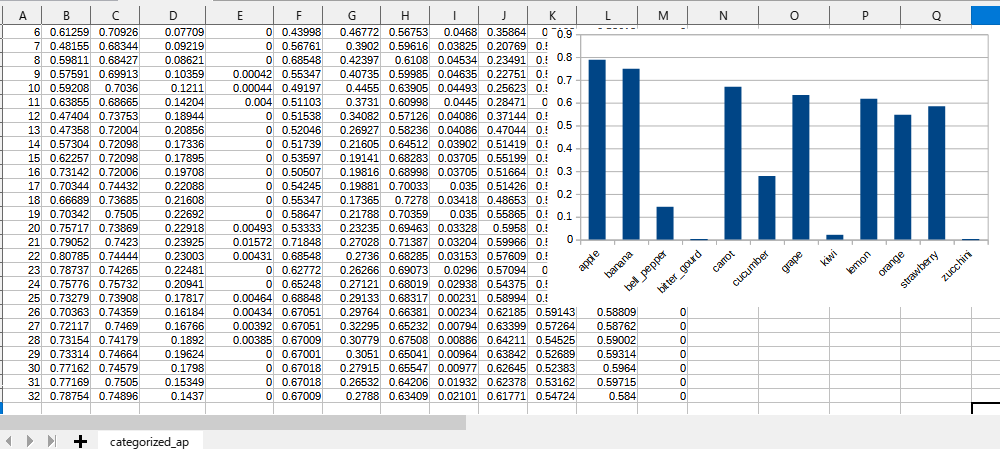 A B C D E F G H I J K L M N O P Q
6 0.61259 0.70926 0.07709 0 0.43998 0.46772 0.56753 0.0468 0.35864
7 0.48155 0.68344 0.09219 0 0.56761 0.3902 0.59616 0.03825 0.20769
8 0.59811 0.68427 0.08621 0 0.68548 0.42397 0.6108 0.04534 0.23491
9 0.57591 0.69913 0.10359 0.00042 0.55347 0.40735 0.59985 0.04635 0.22751
10 0.59208 0.7036 0.1211 0.00044 0.49197 0.4455 0.63905 0.04493 0.25623
11 0.63855 0.68665 0.14204 0.004 0.51103 0.3731 0.60998 0.0445 0.28471
12 0.47404 0.73753 0.18944 0 0.51538 0.34082 0.57126 0.04086 0.37144
13 0.47358 0.72004 0.20856 0 0.52046 0.26927 0.58236 0.04086 0.47044
14 0.57304 0.72098 0.17336 0 0.51739 0.21605 0.64512 0.03902 0.51419
15 0.62257 0.72098 0.17895 0 0.53597 0.19141 0.68283 0.03705 0.55199
16 0.73142 0.72006 0.19708 0 0.50507 0.19816 0.68998 0.03705 0.51664
17 0.70344 0.74432 0.22088 0 0.54245 0.19881 0.70033 0.035 0.51426
18 0.66689 0.73685 0.21608 0 0.55347 0.17365 0.7278 0.03418 0.48653
19 0.70342 0.7505 0.22692 0 0.58647 0.21788 0.70359 0.035 0.55865
20 0.75717 0.73869 0.22918 0.00493 0.53333 0.23235 0.69463 0.03328 0.5958
21 0.79052 0.7423 0.23925 0.01572 0.71848 0.27028 0.71387 0.03204 0.59966
22 0.80785 0.74444 0.23003 0.00431 0.68548 0.2736 0.68285 0.03153 0.57609
23 0.78737 0.74265 0.22481 0 0.62772 0.26266 0.69073 0.0296 0.57094
24 0.75776 0.75732 0.20941 0 0.65248 0.27121 0.68019 0.02938 0.54375
25 0.73279 0.73908 0.17817 0.00464 0.68848 0.29133 0.68317 0.00231 0.58994
26 0.70363 0.74359 0.16184 0.00434 0.67051 0.29764 0.66381 0.00234 0.62185 0.59143 0.58809 0
27 0.72117 0.7469 0.16766 0.00392 0.67051 0.32295 0.65232 0.00794 0.63399 0.57264 0.58762 0
28 0.73154 0.74179 0.1892 0.00385 0.67009 0.30779 0.67508 0.00886 0.64211 0.54525 0.59002 0
29 0.73314 0.74664 0.19624 0 0.67001 0.3051 0.65041 0.00964 0.63842 0.52689 0.59314 0
30 0.77162 0.74579 0.1798 0 0.67018 0.27915 0.65547 0.00977 0.62645 0.52383 0.5964 0
31 0.77169 0.7505 0.15349 0 0.67018 0.26532 0.64206 0.01932 0.62378 0.53162 0.59715 0
32 0.78754 0.74896 0.1437 0 0.67009 0.2788 0.63409 0.02101 0.61771 0.54724 0.584 0
0.9
0.8
0.7
0.6
0.5
0.4
0.3
0.2
0.1
0
apple banana bell_pepper bitter_gourd carrot cucumber grape kiwi lemon orange strawberry zucchini
categorized_ap